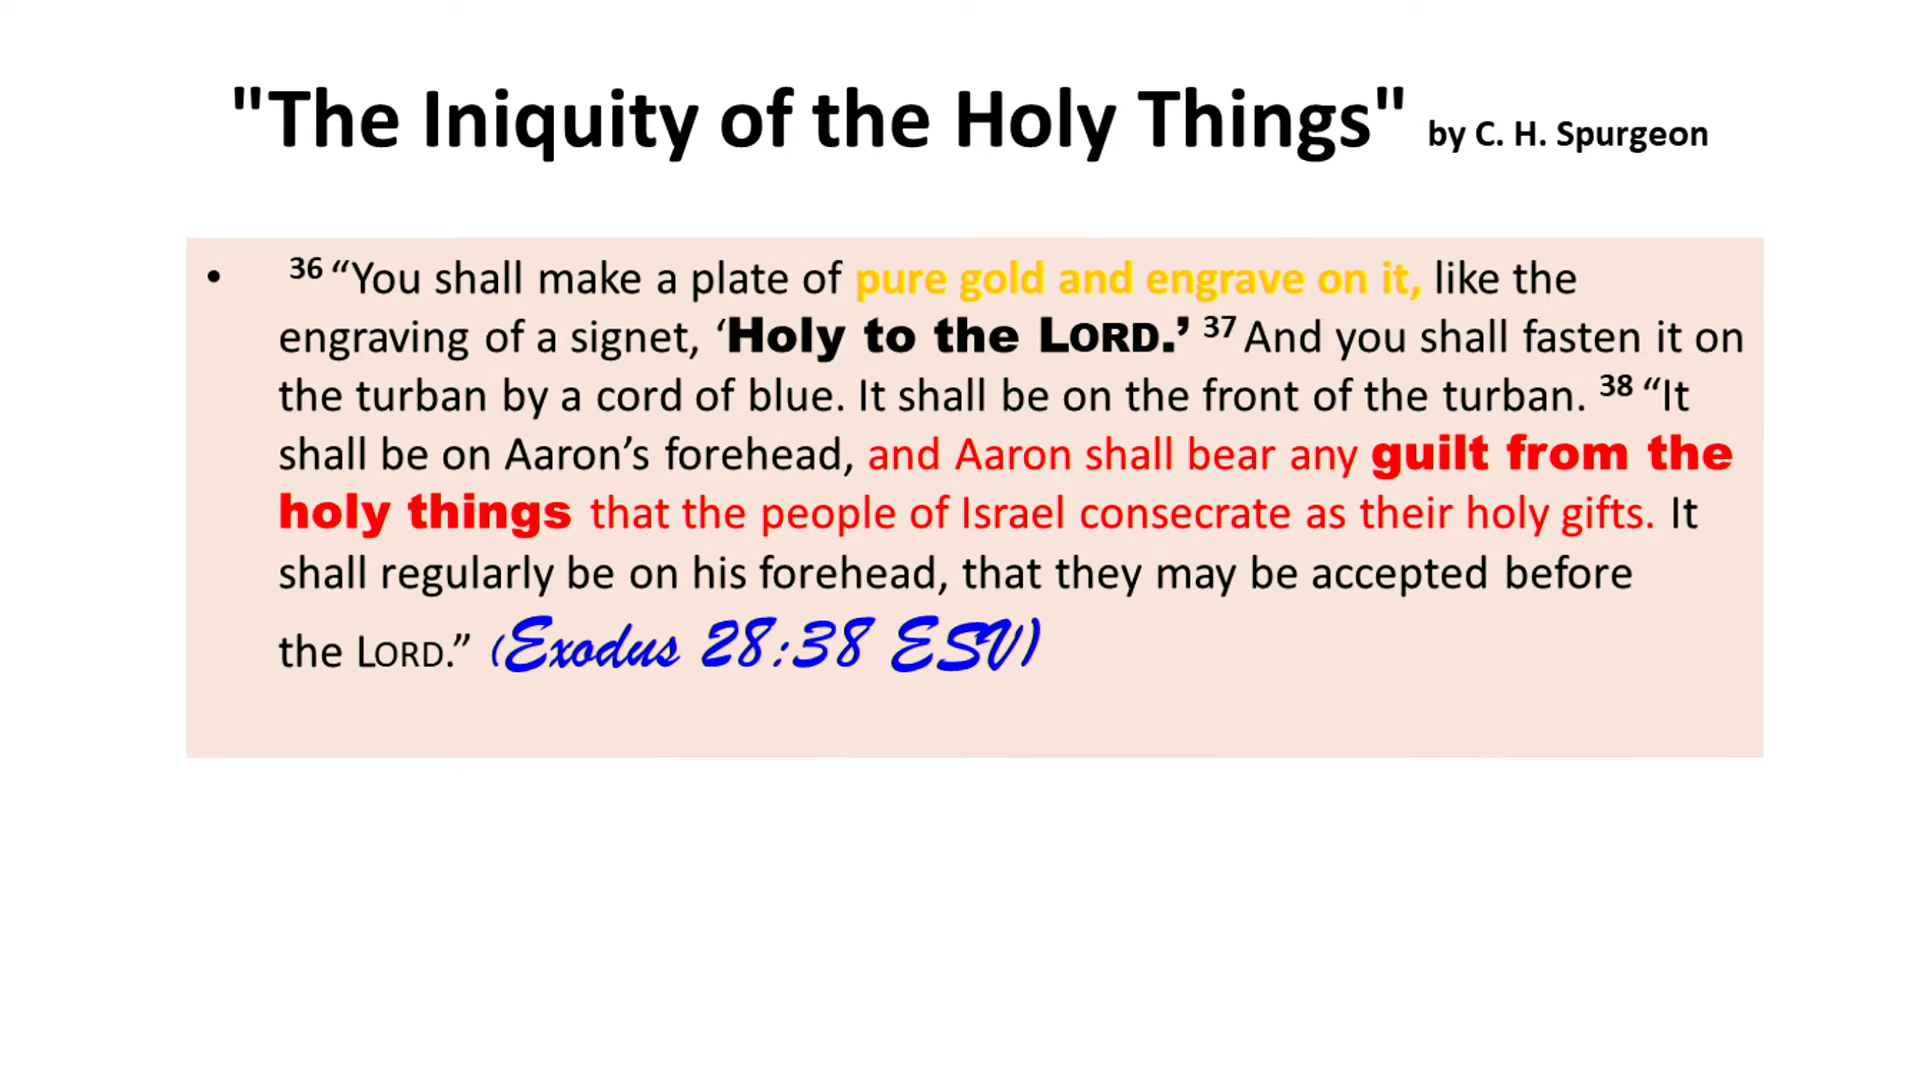 "The Iniquity of the Holy Things" by C. H. Spurgeon
• 36 “You shall make a plate of pure gold and engrave on it, like the
engraving of a signet, ‘Holy to the LORD.’ 37 And you shall fasten it on
the turban by a cord of blue. It shall be on the front of the turban. 38 “It
shall be on Aaron’s forehead, and Aaron shall bear any guilt from the
holy things that the people of Israel consecrate as their holy gifts. It
shall regularly be on his forehead, that they may be accepted before
the LORD.” (Exodus 28:38 ESV)